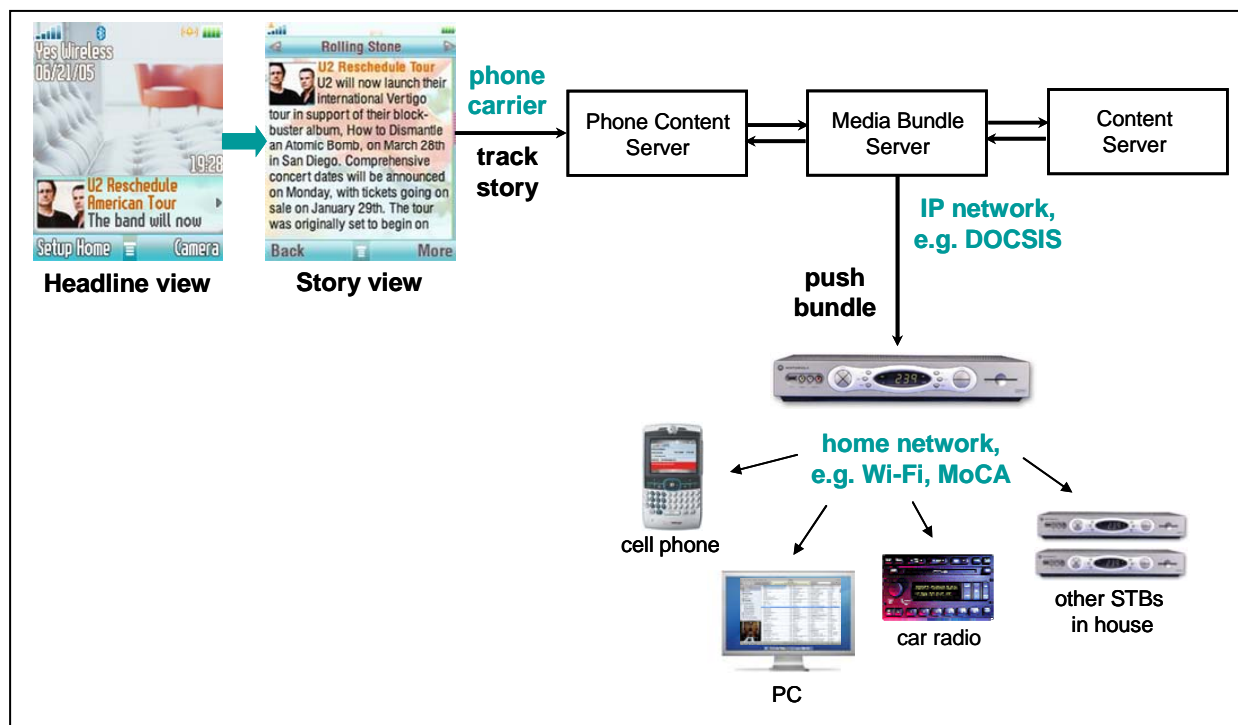 Yes Wireless
06/21/05
19:28
U2 Reschedule
American Tour
The band will now
Setup Home
Camera
Headline view
Rolling Stone
U2 Reschedule Tour
U2 will now launch their
international Vertigo
tour in support of their block-
buster album, How to Dismantle
an Atomic Bomb, on March 28th
in San Diego. Comprehensive
concert dates will be announced
on Monday, with tickets going on
sale on January 29th. The tour
was originally set to begin on
Back
More
Story view
phone
carrier
track
story
Phone Content
Server
Media Bundle
Server
Content
Server
IP network,
e.g. DOCSIS
push
bundle
239
home network,
e.g. Wi-Fi, MoCA
cell phone
PC
car radio
other STBs
in house